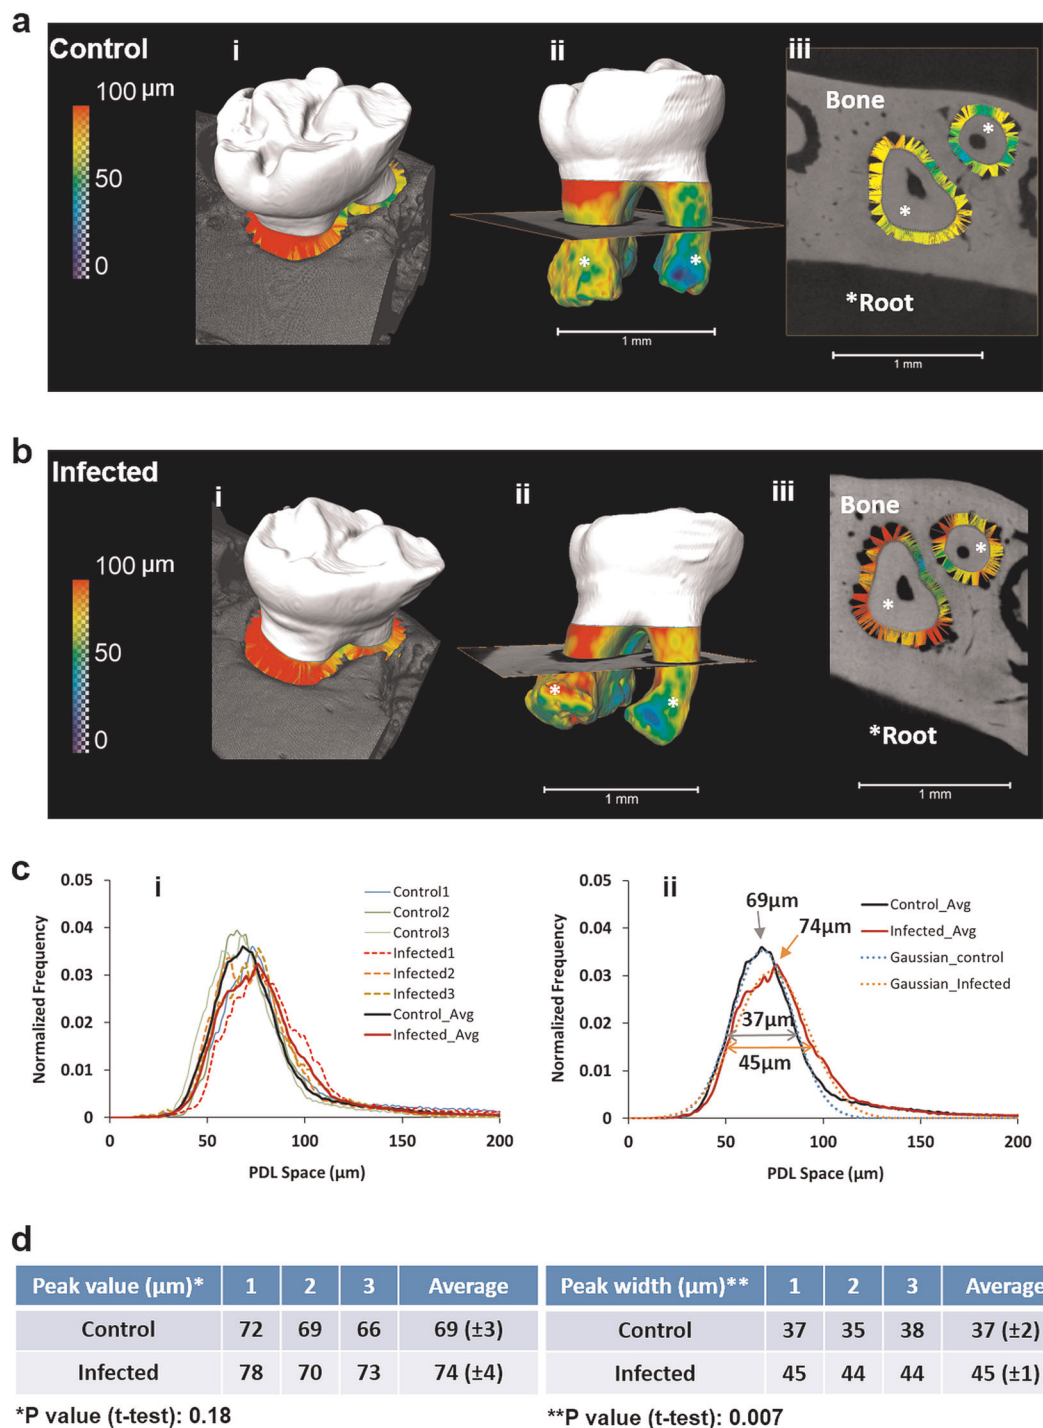 a
Control
i
ii
iii
100 µm
50
0
Bone
*
*
*
*
*Root
1 mm
1 mm
b
Infected
i
ii
iii
100 µm
50
0
Bone
*
*
*
*
*Root
1 mm
1 mm
c
i
Normalized Frequency
0.05
0.04
0.03
0.02
0.01
0
0 50 100 150 200
PDL Space (µm)
Control1
Control2
Control3
Infected1
Infected2
Infected3
Control_Avg
Infected_Avg
ii
Normalized Frequency
0.05
0.04
0.03
0.02
0.01
0
0 50 100 150 200
PDL Space (µm)
69µm
74µm
37µm
45µm
Control_Avg
Infected_Avg
Gaussian_control
Gaussian_Infected
d
Peak value (µm)* 1 2 3 Average
Control 72 69 66 69 (±3)
Infected 78 70 73 74 (±4)
*P value (t-test): 0.18
Peak width (µm)** 1 2 3 Average
Control 37 35 38 37 (±2)
Infected 45 44 44 45 (±1)
**P value (t-test): 0.007